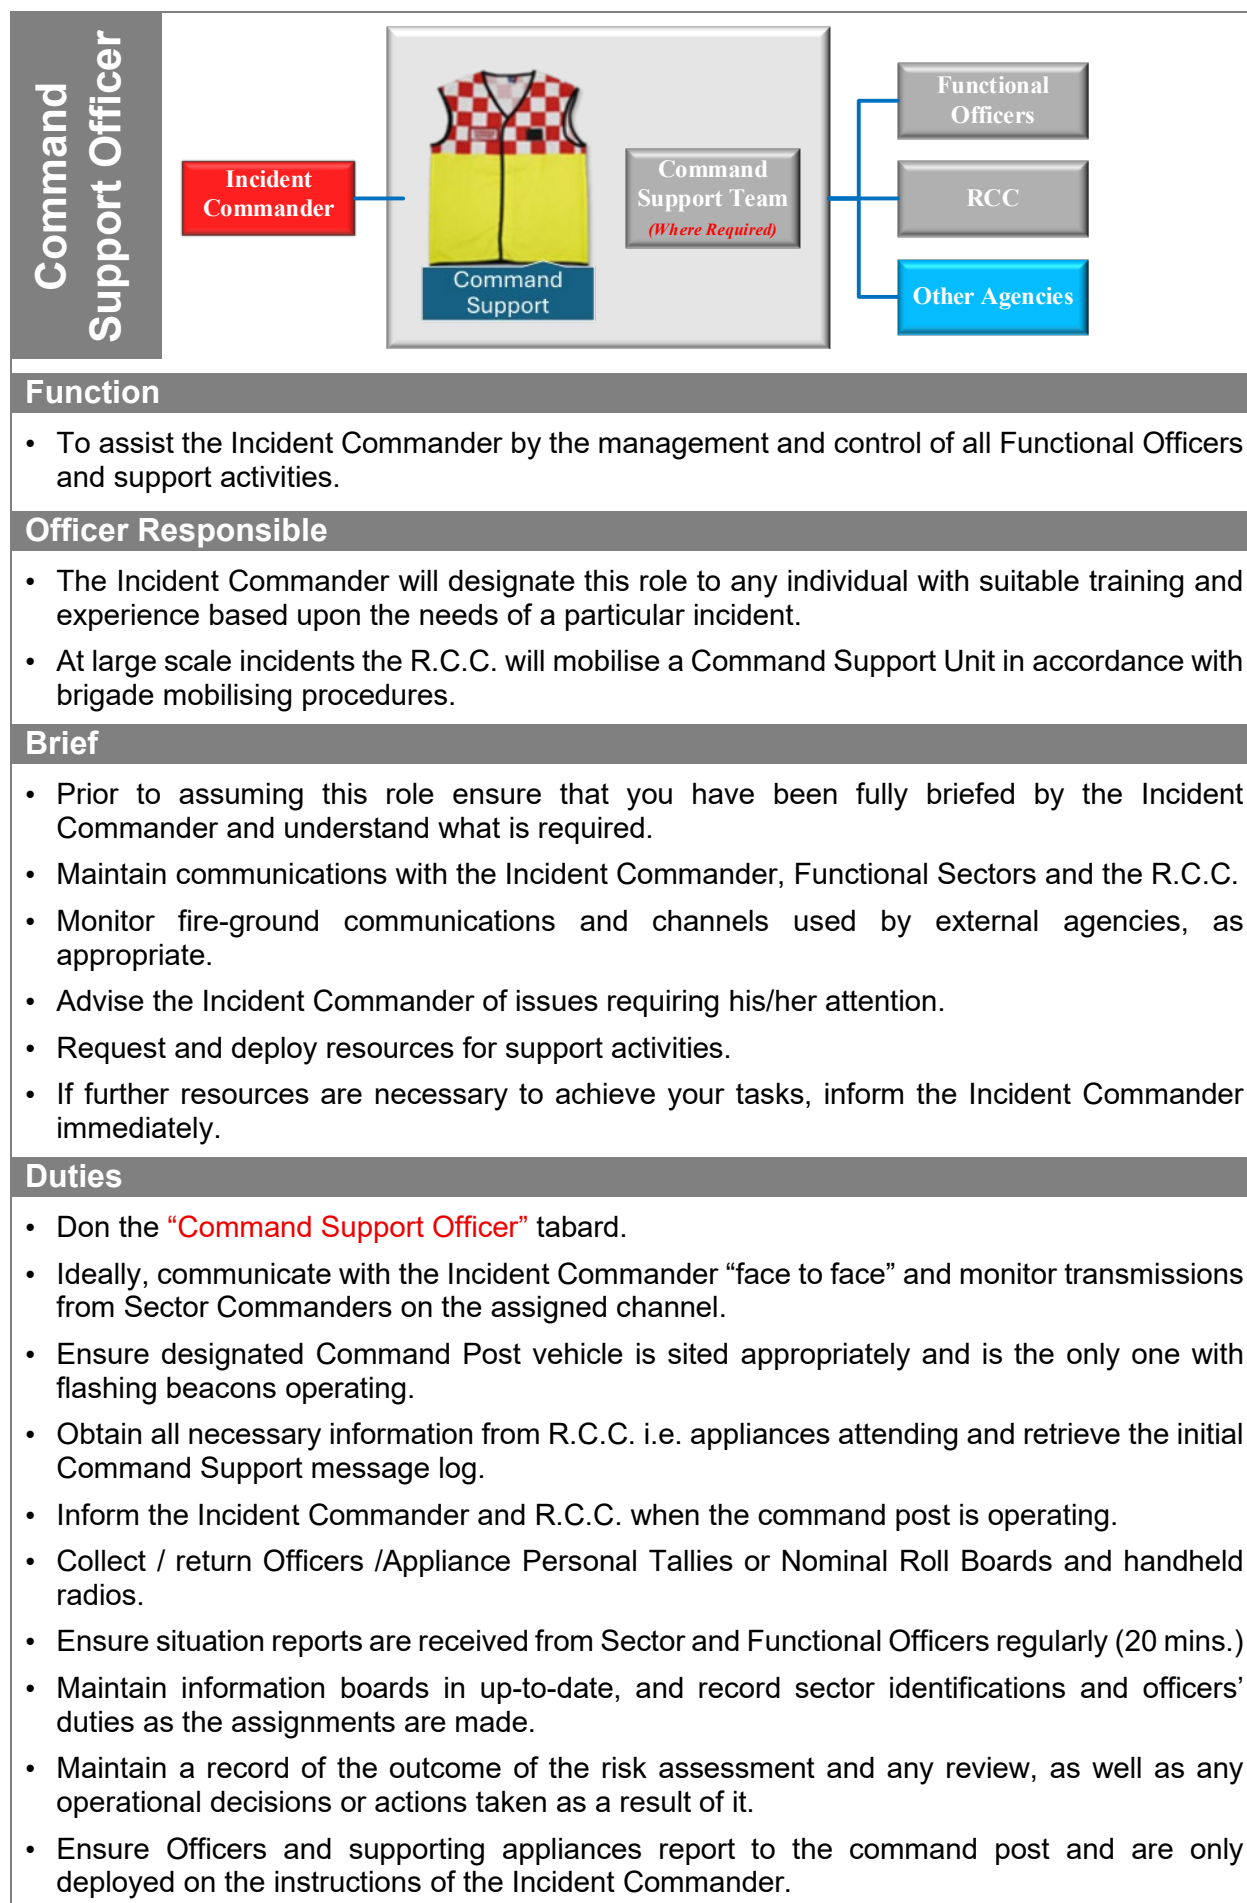 Command
Support Officer
Incident
Commander
Command
Support
Command
Support Team
(Where Required)
Functional
Officers
RCC
Other Agencies
Function
• To assist the Incident Commander by the management and control of all Functional Officers
and support activities.
Officer Responsible
• The Incident Commander will designate this role to any individual with suitable training and
experience based upon the needs of a particular incident.
• At large scale incidents the R.C.C. will mobilise a Command Support Unit in accordance with
brigade mobilising procedures.
Brief
• Prior to assuming this role ensure that you have been fully briefed by the Incident
Commander and understand what is required.
• Maintain communications with the Incident Commander, Functional Sectors and the R.C.C.
• Monitor fire-ground communications and channels used by external agencies, as
appropriate.
• Advise the Incident Commander of issues requiring his/her attention.
• Request and deploy resources for support activities.
• If further resources are necessary to achieve your tasks, inform the Incident Commander
immediately.
Duties
• Don the “Command Support Officer” tabard.
• Ideally, communicate with the Incident Commander “face to face” and monitor transmissions
from Sector Commanders on the assigned channel.
• Ensure designated Command Post vehicle is sited appropriately and is the only one with
flashing beacons operating.
• Obtain all necessary information from R.C.C. i.e. appliances attending and retrieve the initial
Command Support message log.
• Inform the Incident Commander and R.C.C. when the command post is operating.
• Collect / return Officers /Appliance Personal Tallies or Nominal Roll Boards and handheld
radios.
• Ensure situation reports are received from Sector and Functional Officers regularly (20 mins.)
• Maintain information boards in up-to-date, and record sector identifications and officers’
duties as the assignments are made.
• Maintain a record of the outcome of the risk assessment and any review, as well as any
operational decisions or actions taken as a result of it.
• Ensure Officers and supporting appliances report to the command post and are only
deployed on the instructions of the Incident Commander.